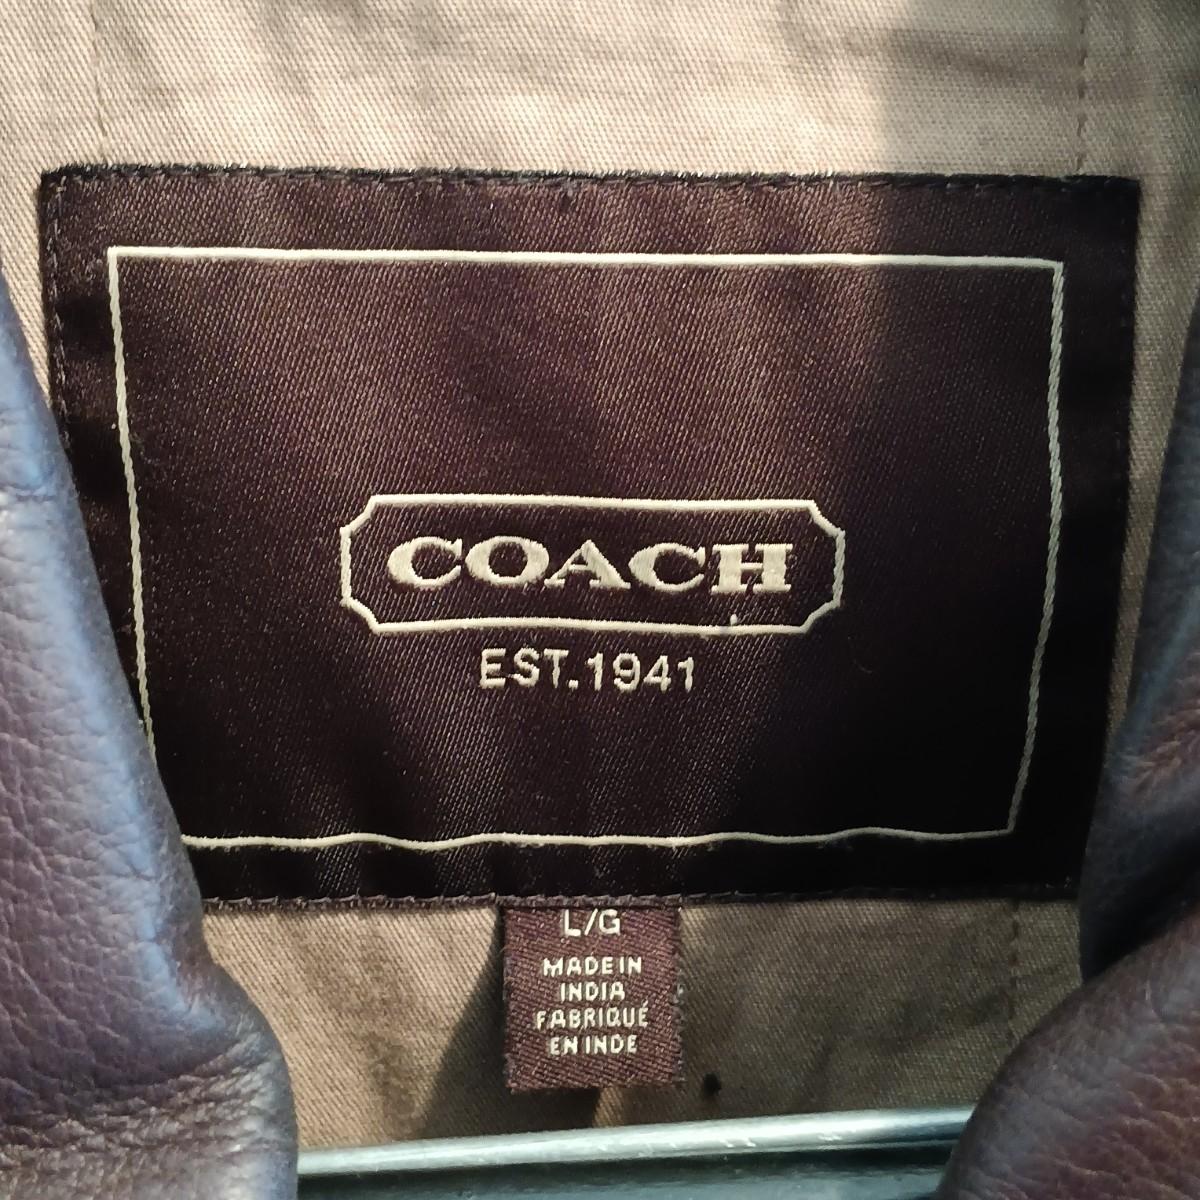 COACH
EST.1941
L/G
MADE IN
INDIA
FABRIQUÉ
EN INDE